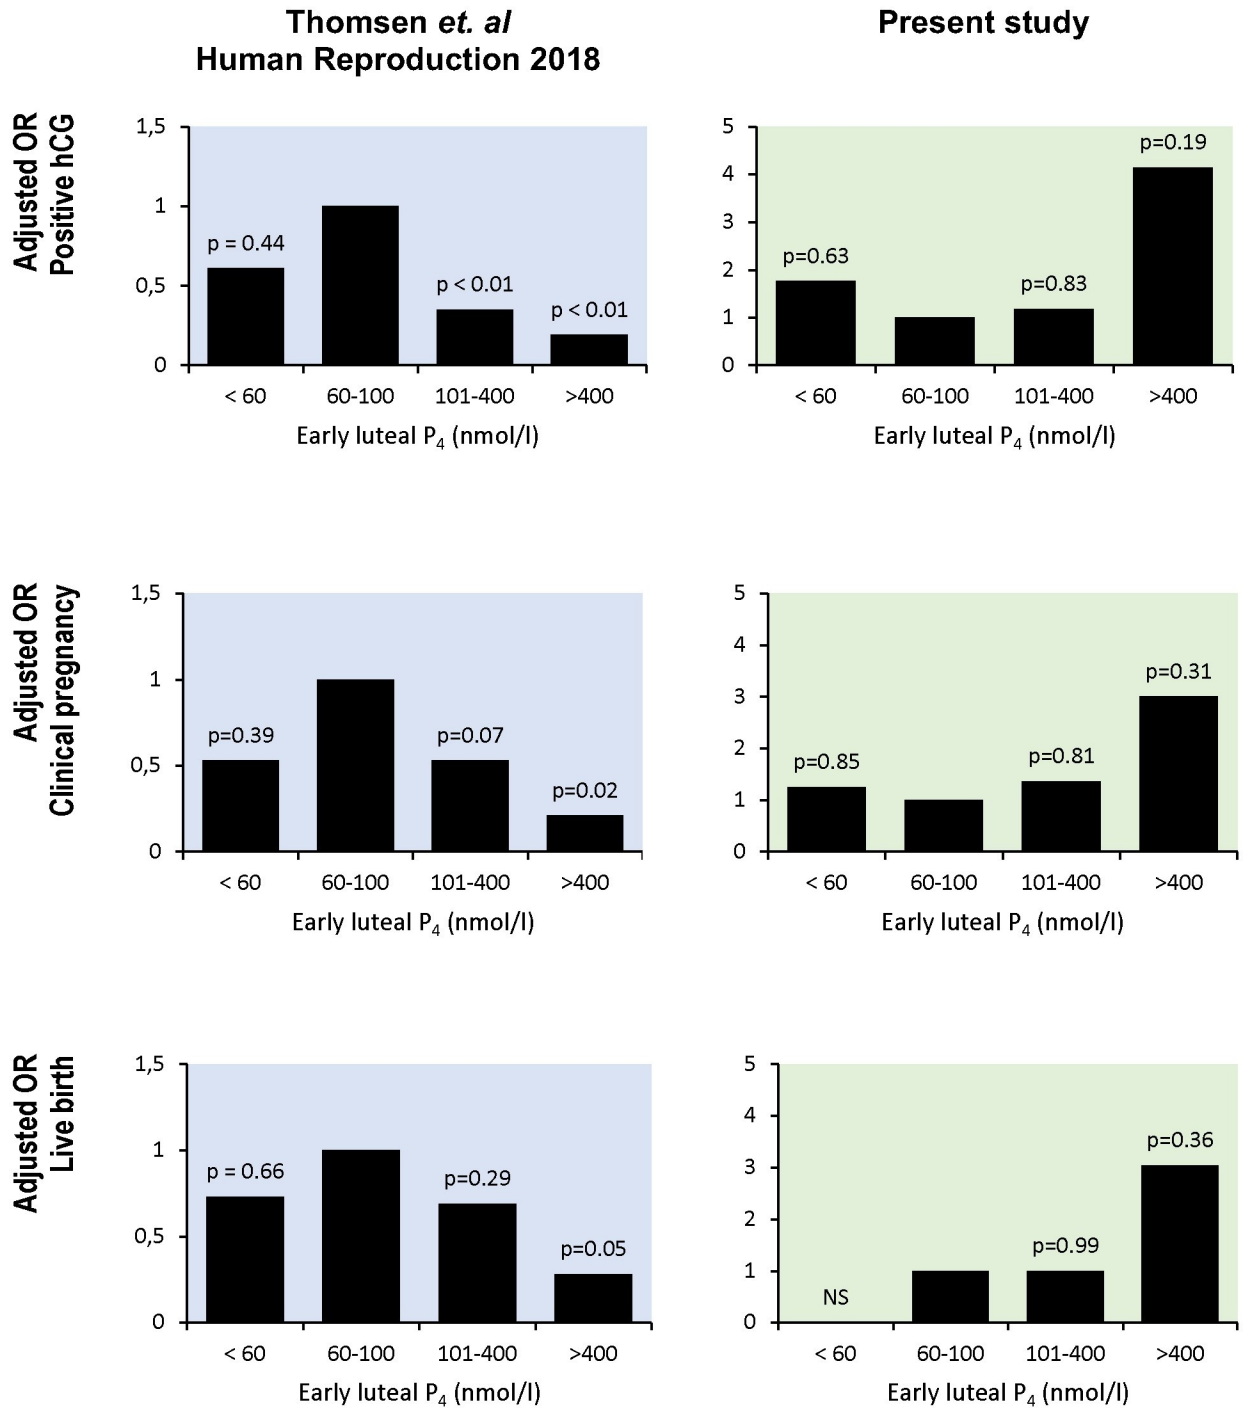 Thomsen et. al
Human Reproduction 2018
Present study
Adjusted OR
Positive hCG
1,5
1
0,5
0
p = 0.44
p < 0.01
p < 0.01
< 60
60-100
101-400
>400
Early luteal P4 (nmol/l)
5
4
3
2
1
0
p=0.63
p=0.83
p=0.19
< 60
60-100
101-400
>400
Early luteal P4 (nmol/l)
Adjusted OR
Clinical pregnancy
1,5
1
0,5
0
p=0.39
p=0.07
p=0.02
< 60
60-100
101-400
>400
Early luteal P4 (nmol/l)
5
4
3
2
1
0
p=0.85
p=0.81
p=0.31
< 60
60-100
101-400
>400
Early luteal P4 (nmol/l)
Adjusted OR
Live birth
1,5
1
0,5
0
p = 0.66
p=0.29
p=0.05
< 60
60-100
101-400
>400
Early luteal P4 (nmol/l)
5
4
3
2
1
0
NS
p=0.99
p=0.36
< 60
60-100
101-400
>400
Early luteal P4 (nmol/l)